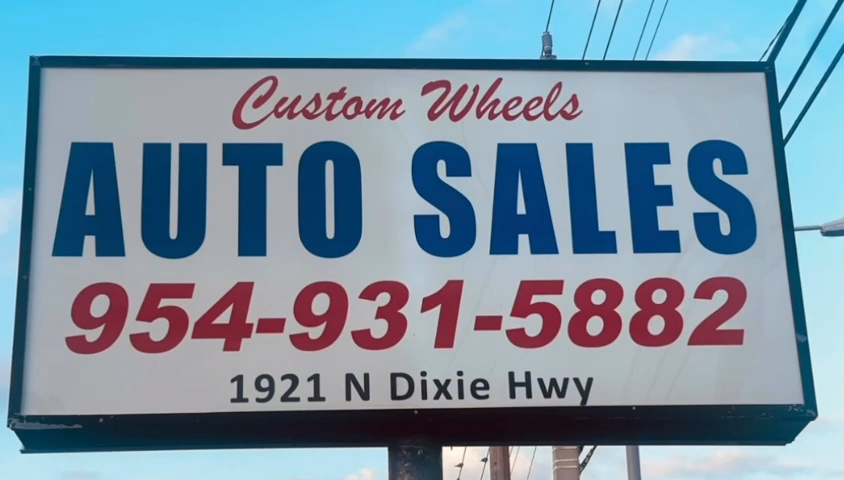 Custom Wheels
AUTO SALES
954-931-5882
1921 N Dixie Hwy